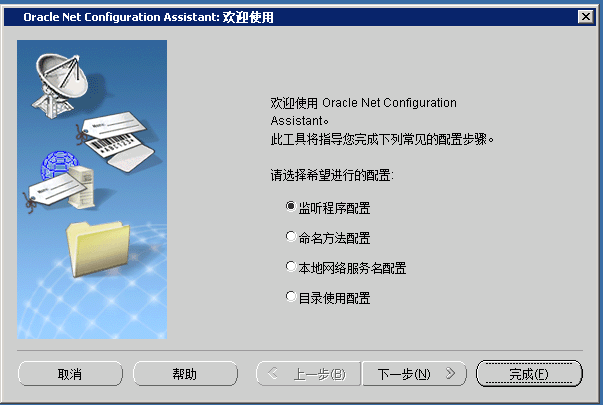 Oracle Net Configuration Assistant: 欢迎使用
欢迎使用 Oracle Net Configuration
Assistant。
此工具将指导您完成下列常见的配置步骤。
请选择希望进行的配置:
监听程序配置
命名方法配置
本地网络服务名配置
目录使用配置
取消
帮助
上一步(B)
下一步(N)
完成(F)